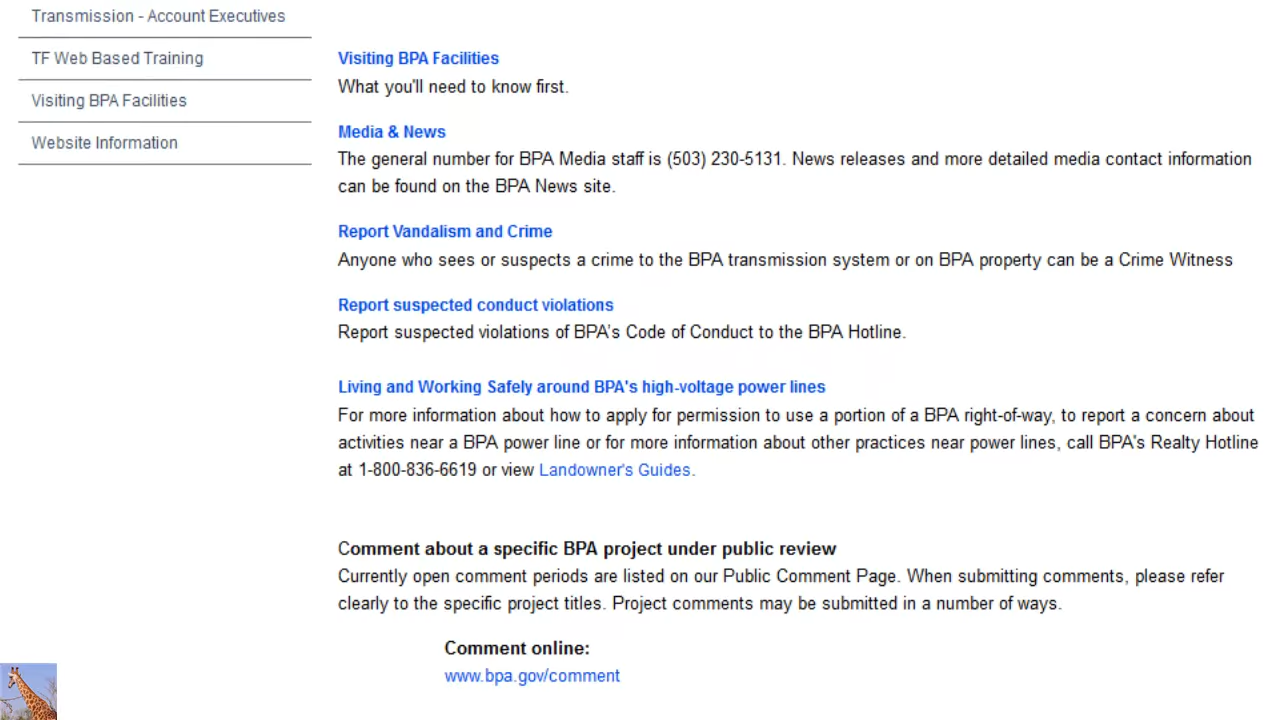 Transmission - Account Executives
TF Web Based Training
Visiting BPA Facilities
Website Information
Visiting BPA Facilities
What you'll need to know first.
Media & News
The general number for BPA Media staff is (503) 230-5131. News releases and more detailed media contact information
can be found on the BPA News site.
Report Vandalism and Crime
Anyone who sees or suspects a crime to the BPA transmission system or on BPA property can be a Crime Witness
Report suspected conduct violations
Report suspected violations of BPA's Code of Conduct to the BPA Hotline.
Living and Working Safely around BPA's high-voltage power lines
For more information about how to apply for permission to use a portion of a BPA right-of-way, to report a concern about
activities near a BPA power line or for more information about other practices near power lines, call BPA's Realty Hotline
at 1-800-836-6619 or view Landowner's Guides.
Comment about a specific BPA project under public review
Currently open comment periods are listed on our Public Comment Page. When submitting comments, please refer
clearly to the specific project titles. Project comments may be submitted in a number of ways.
Comment online:
www.bpa.gov/comment